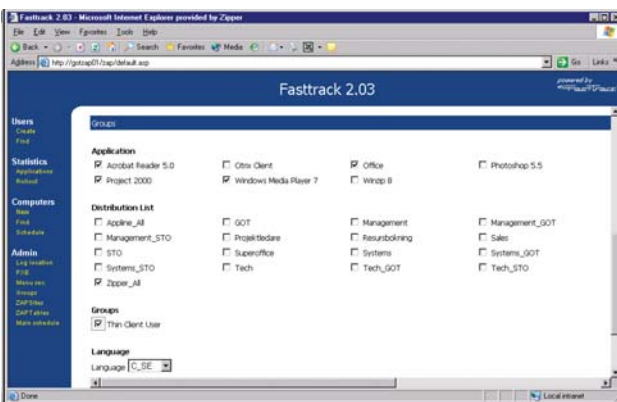 Fasttrack 2.03 - Microsoft Internet Explorer provided by Zipper
File Edit View Favorites Tools Help
Back Search Favorites Media
Address http://gotzap01/zap/default.asp Go Links
Fasttrack 2.03
powered by
Users
Create
Find
Statistics
Applications
Rollout
Computers
New
Find
Schedule
Admin
Log location
PXE
Menu sec.
Groups
ZAPSites
ZAPTables
Main schedule
Groups
Application
Acrobat Reader 5.0 Citrix Client Office Photoshop 5.5
Project 2000 Windows Media Player 7 Winzip 8
Distribution List
Appline_All GOT Management Management_GOT
Management_STO Projektledare Resursbokning Sales
STO Superoffice Systems Systems_GOT
Systems_STO Tech Tech_GOT Tech_STO
Zipper_All
Groups
Thin Client User
Language
Language C_SE
Done Local intranet